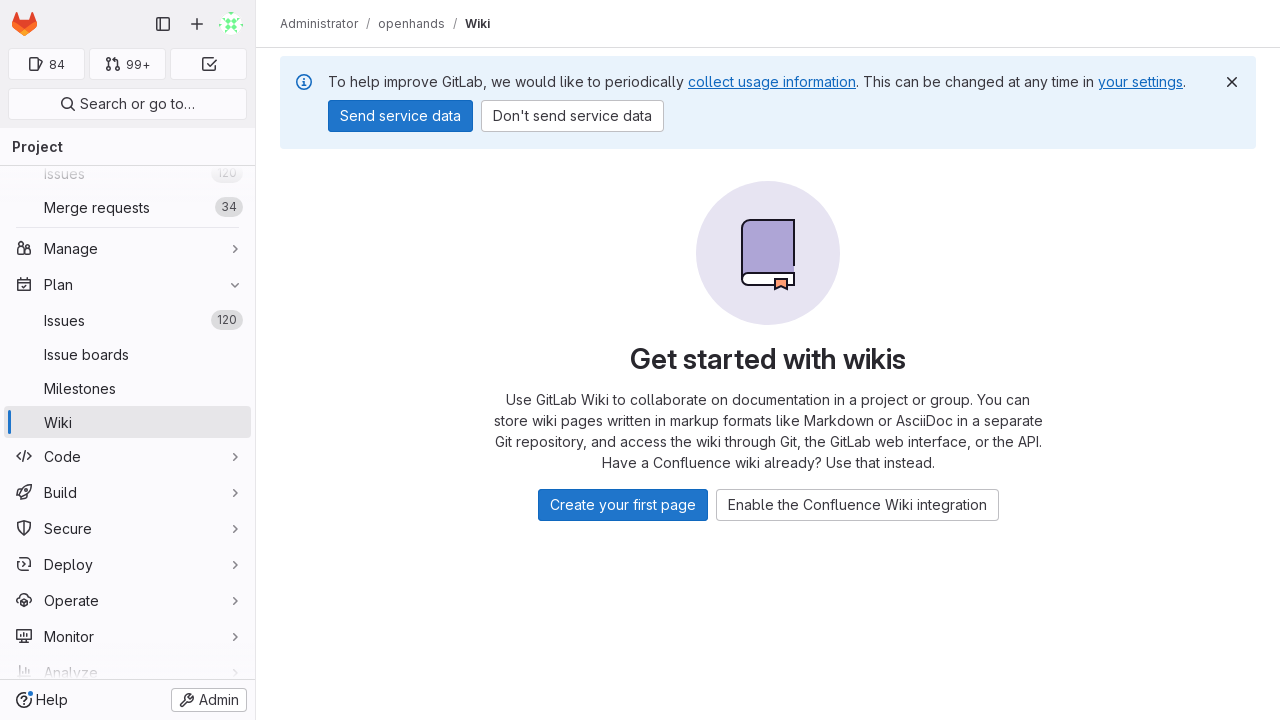 Administrator / openhands / Wiki
84
99+
Search or go to…
Project
Issues 120
Merge requests 34
Manage
Plan
Issues 120
Issue boards
Milestones
Wiki
Code
Build
Secure
Deploy
Operate
Monitor
Analyze
Help
Admin
To help improve GitLab, we would like to periodically collect usage information. This can be changed at any time in your settings.
Send service data
Don't send service data
Get started with wikis
Use GitLab Wiki to collaborate on documentation in a project or group. You can
store wiki pages written in markup formats like Markdown or AsciiDoc in a separate
Git repository, and access the wiki through Git, the GitLab web interface, or the API.
Have a Confluence wiki already? Use that instead.
Create your first page
Enable the Confluence Wiki integration